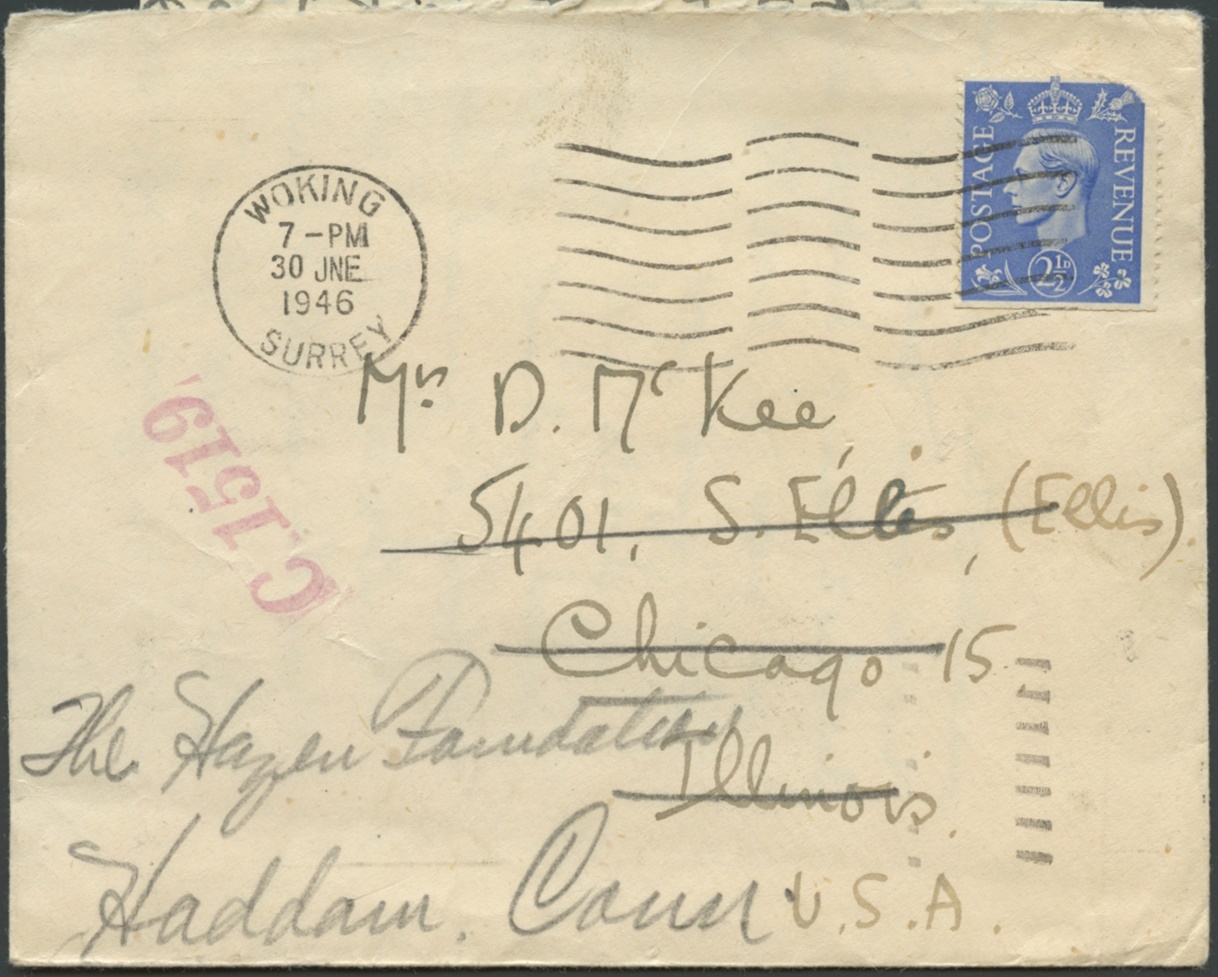 WOKING
7-PM
30 JNE
1946
SURREY
POSTAGE
REVENUE
2½D
Mr D. McKee
5401, S. Ellis, (Ellis).
Chicago 15
Illinois.
U.S.A.
C.1519
The Hazen Foundation
Haddam. Conn